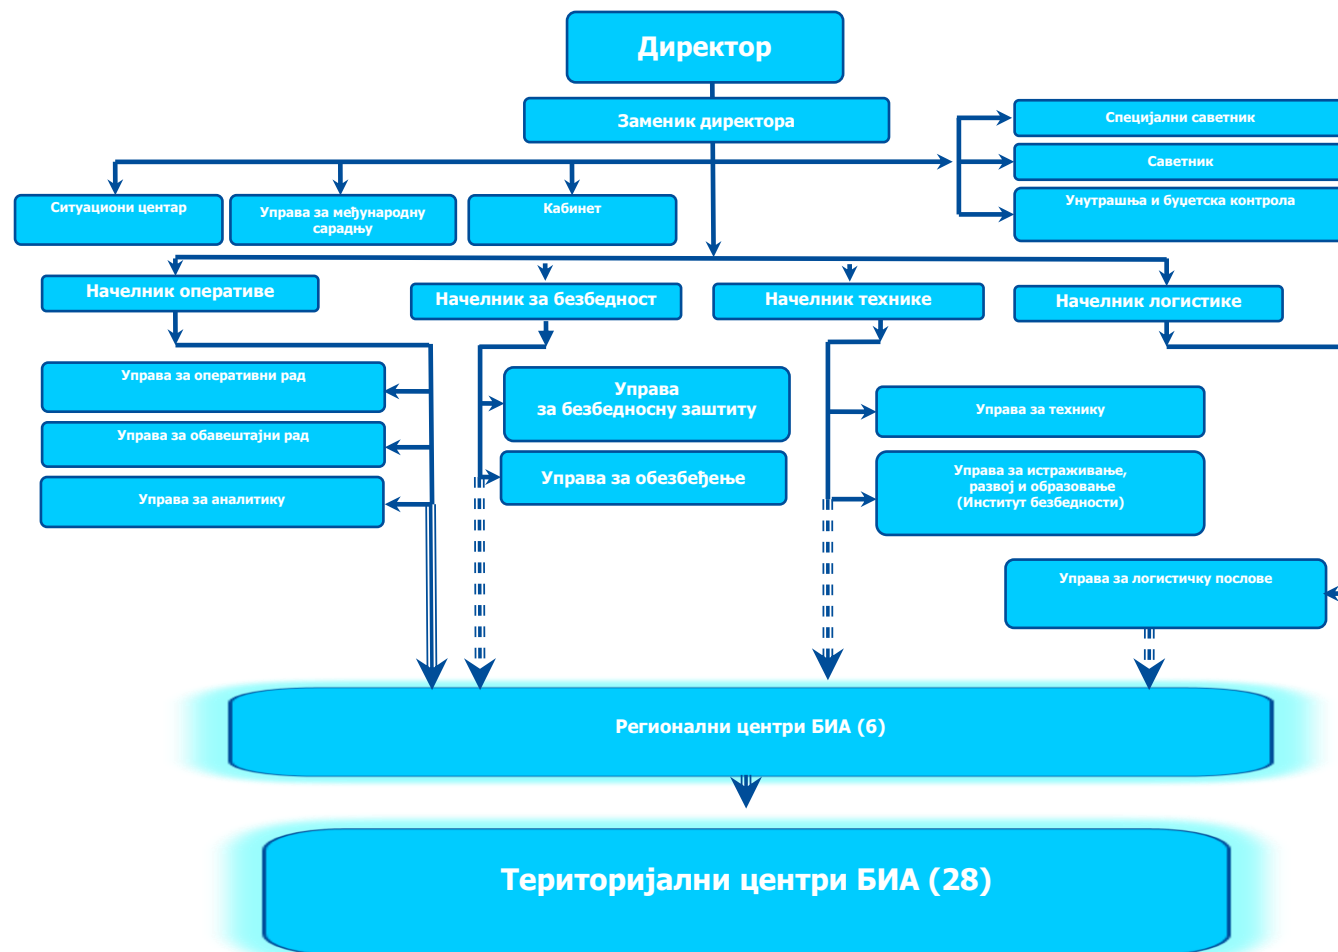 Директор
Заменик директора
Специјални саветник
Саветник
Унутрашња и буџетска контрола
Ситуациони центар
Управа за међународну
сарадњу
Кабинет
Начелник оперативе
Начелник за безбедност
Начелник технике
Начелник логистике
Управа за оперативни рад
Управа за обавештајни рад
Управа за аналитику
Управа
за безбедносну заштиту
Управа за обезбеђење
Управа за технику
Управа за истраживање,
развој и образовање
(Институт безбедности)
Управа за логистичку послове
Регионални центри БИА (6)
Територијални центри БИА (28)